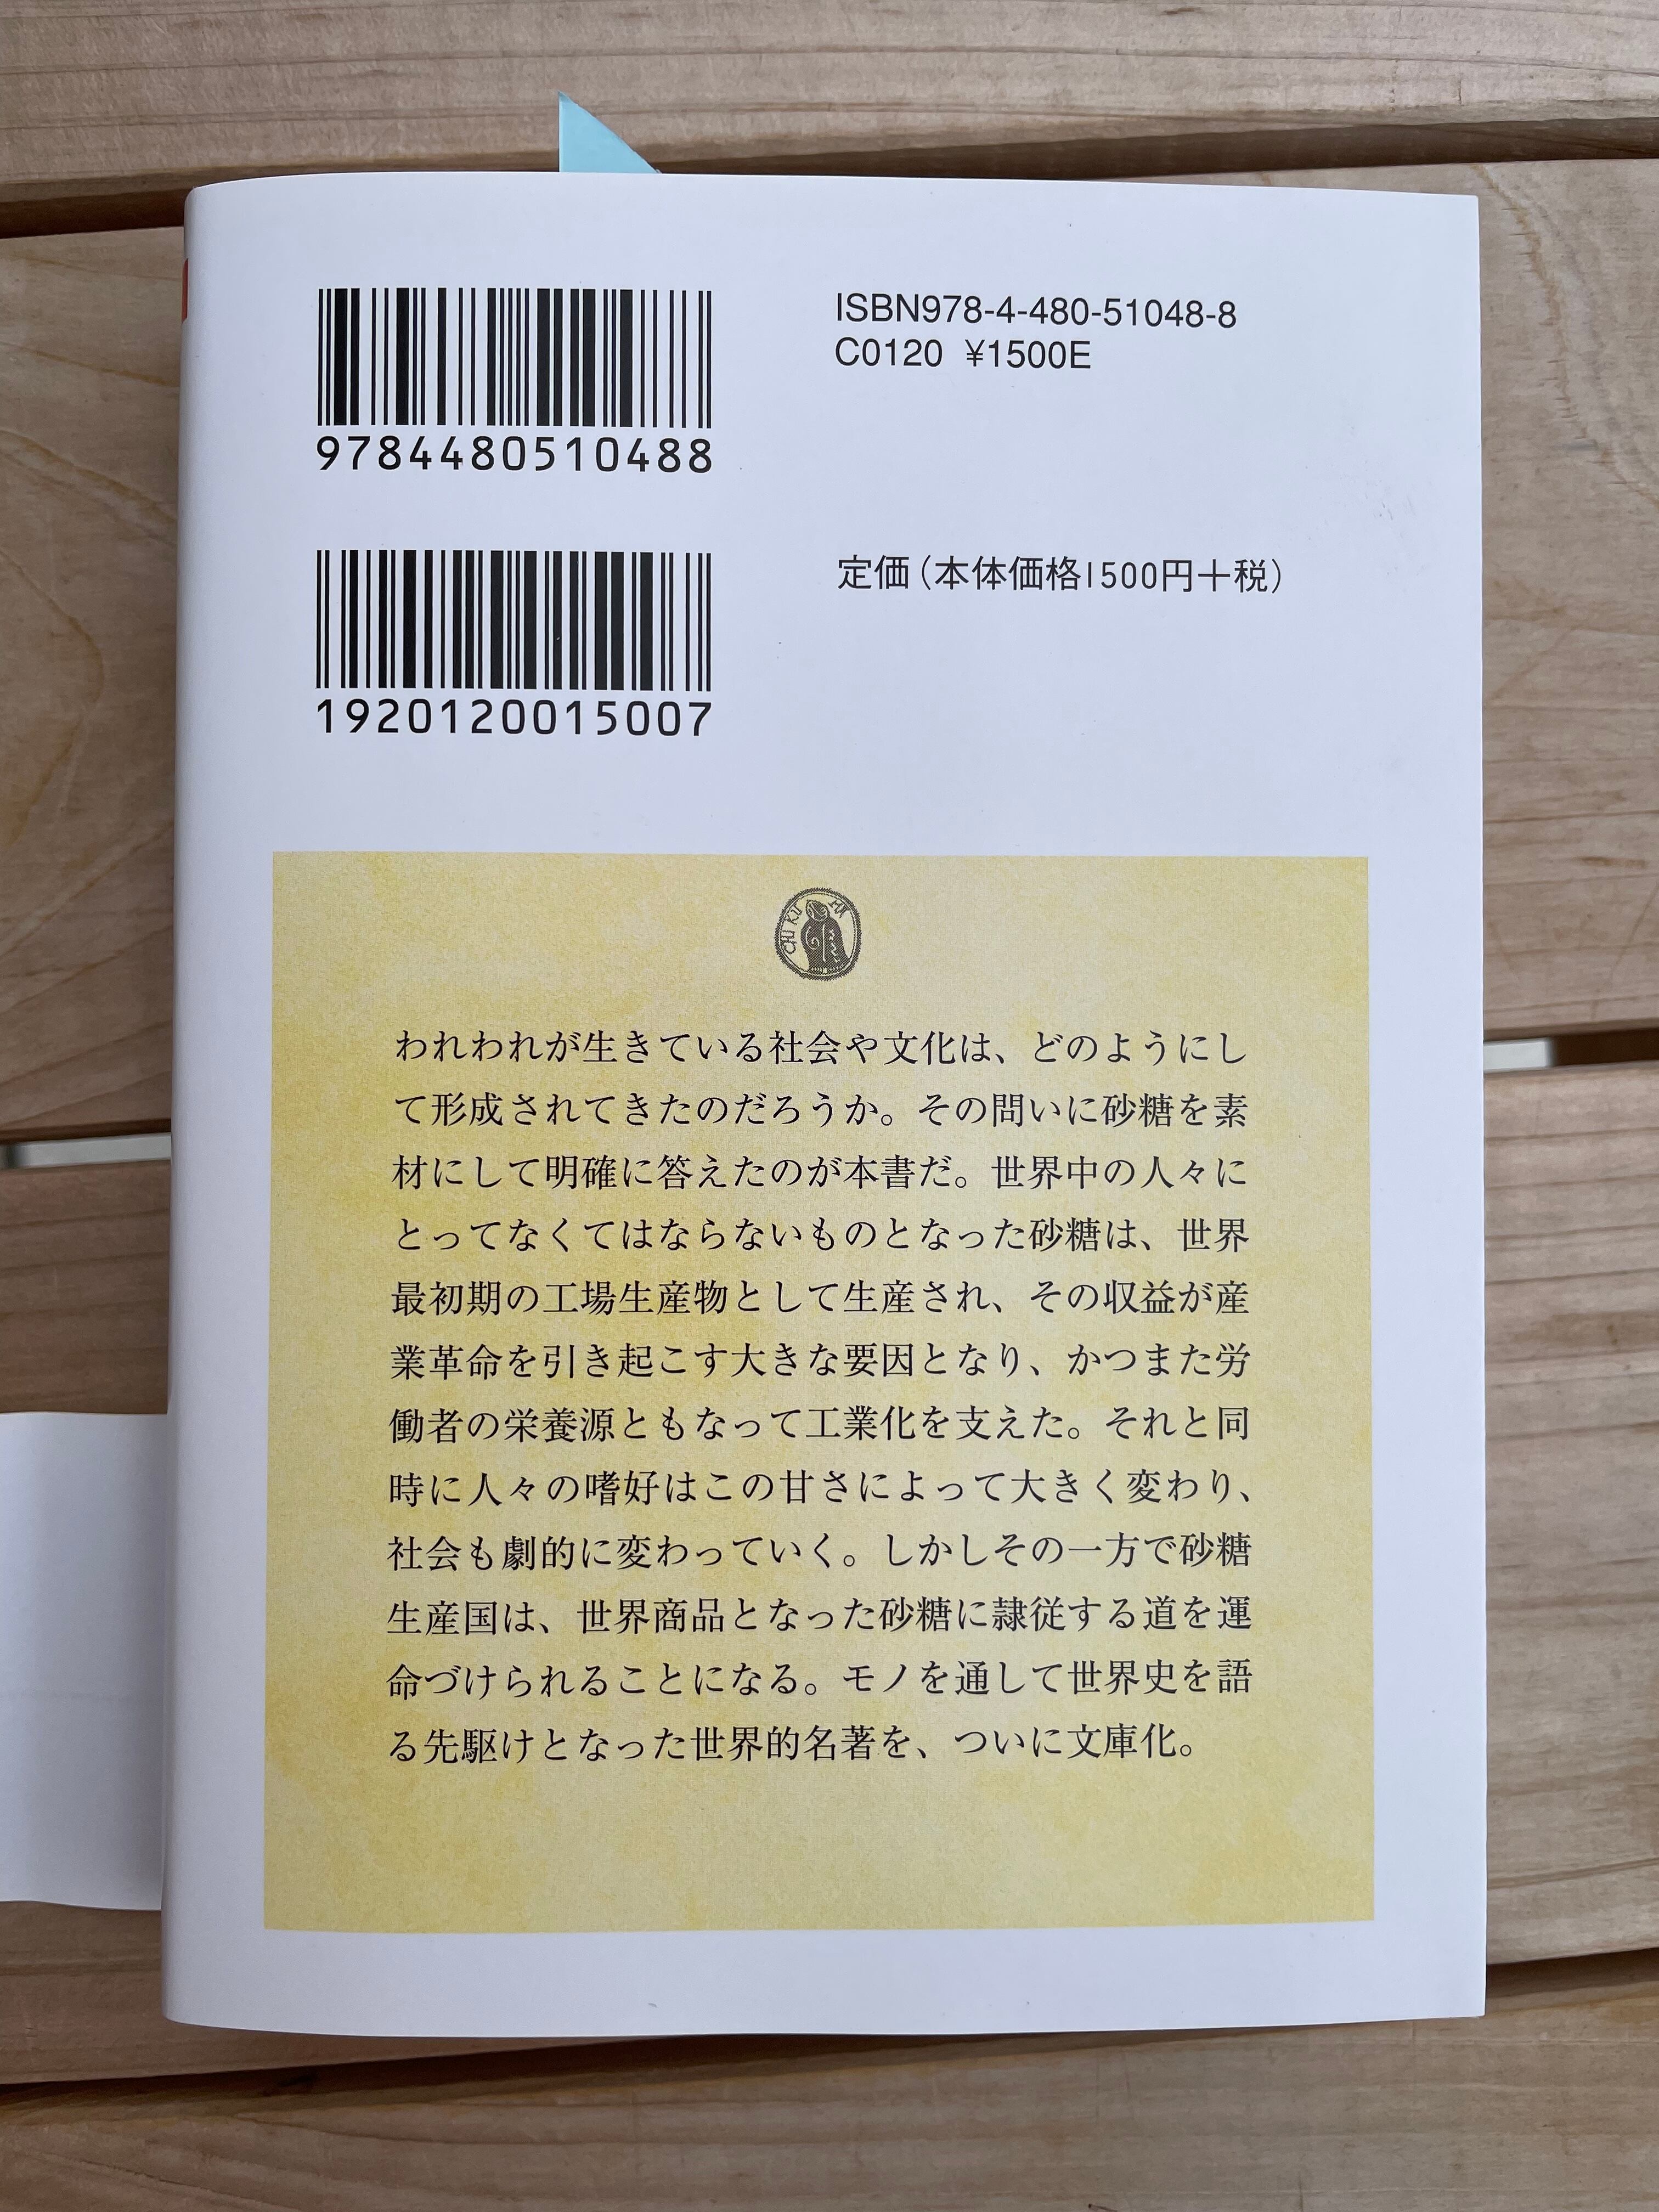 9784480510488
ISBN978-4-480-51048-8
C0120 ¥1500E
1920120015007
定価（本体価格1500円＋税）
CHIKUMA
われわれが生きている社会や文化は、どのようにし
て形成されてきたのだろうか。その問いに砂糖を素
材にして明確に答えたのが本書だ。世界中の人々に
とってなくてはならないものとなった砂糖は、世界
最初期の工場生産物として生産され、その収益が産
業革命を引き起こす大きな要因となり、かつまた労
働者の栄養源ともなって工業化を支えた。それと同
時に人々の嗜好はこの甘さによって大きく変わり、
社会も劇的に変わっていく。しかしその一方で砂糖
生産国は、世界商品となった砂糖に隷従する道を運
命づけられることになる。モノを通して世界史を語
る先駆けとなった世界的名著を、ついに文庫化。